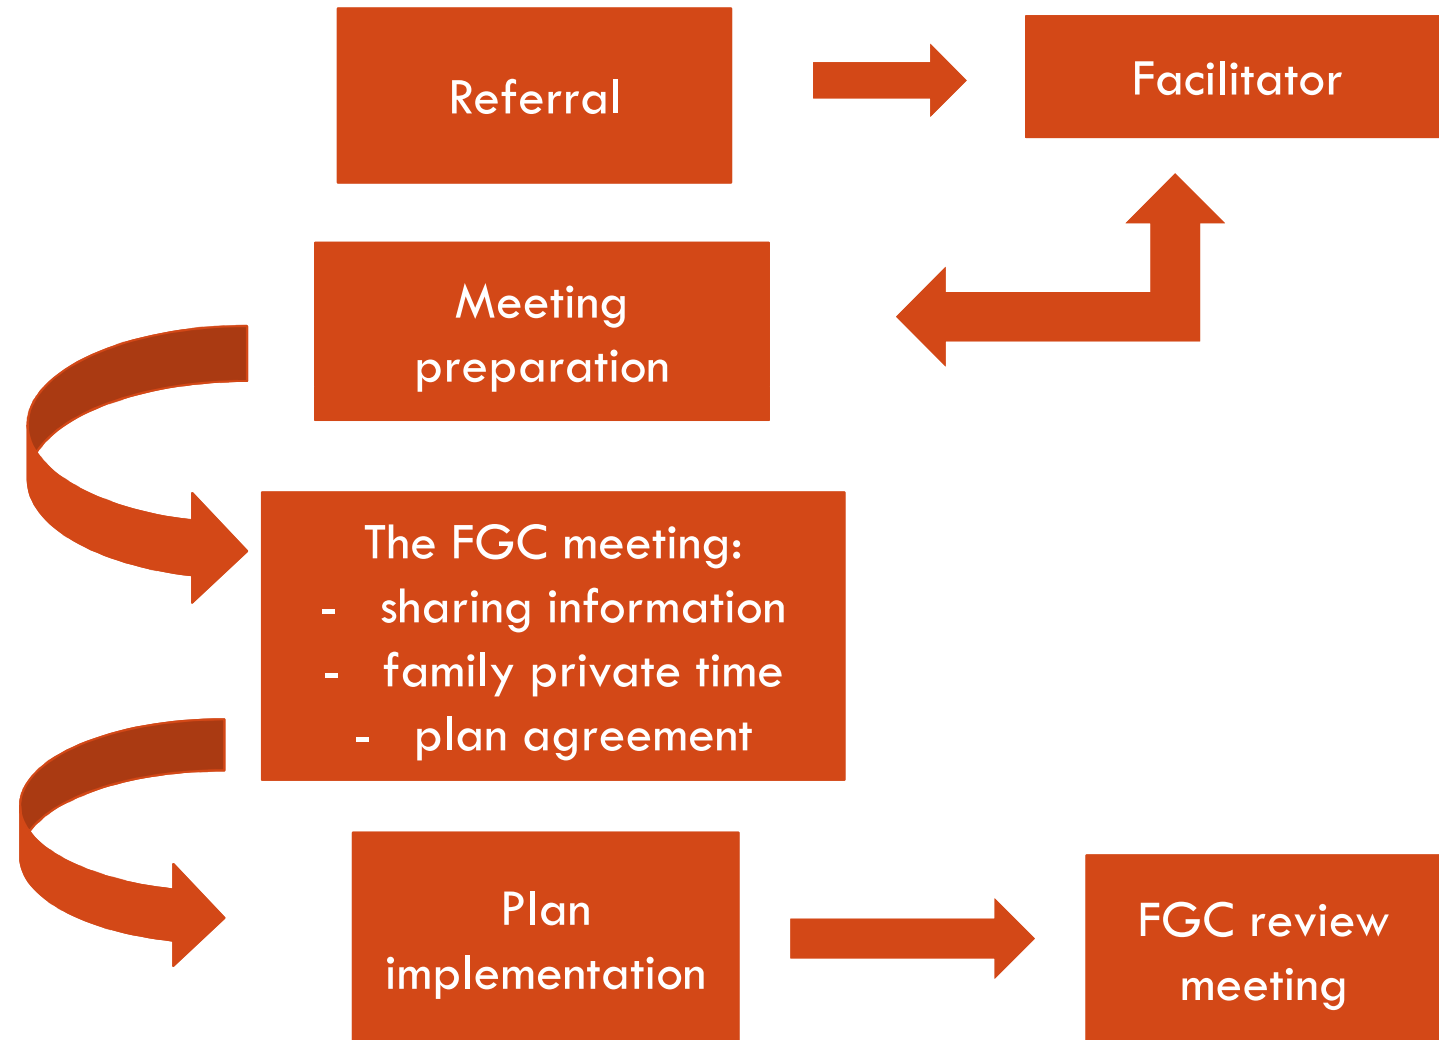 Referral
Facilitator
Meeting
preparation
The FGC meeting:
- sharing information
- family private time
- plan agreement
Plan
implementation
FGC review
meeting